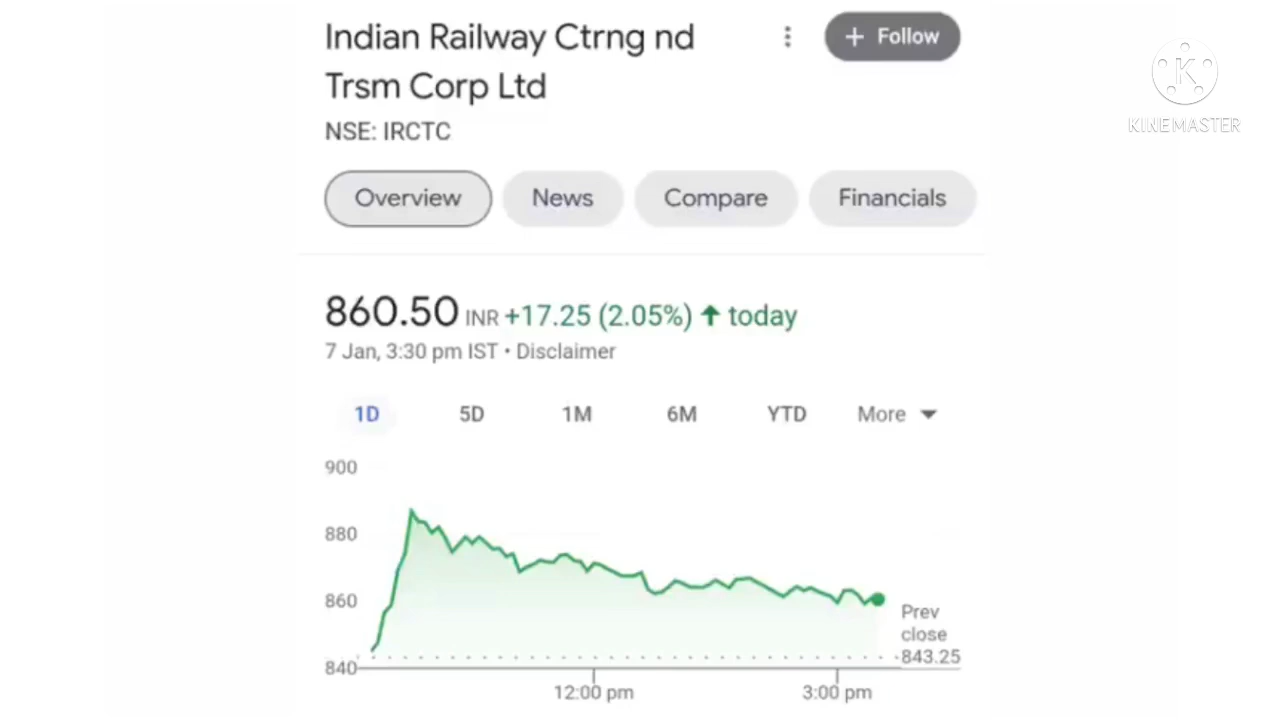 Indian Railway Ctrng nd
Trsm Corp Ltd
+ Follow
NSE: IRCTC
KINEMASTER
Overview
News
Compare
Financials
860.50 INR +17.25 (2.05%) ↑ today
7 Jan, 3:30 pm IST • Disclaimer
1D
5D
1M
6M
YTD
More
900
880
860
840
Prev
close
843.25
12:00 pm
3:00 pm